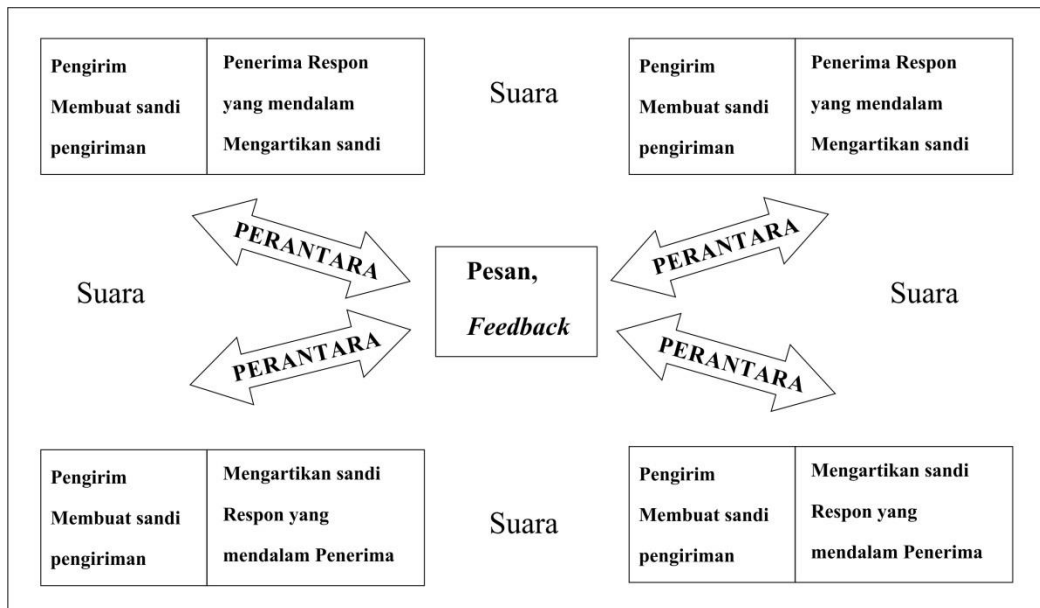 Pengirim
Membuat sandi
pengiriman
Penerima Respon
yang mendalam
Mengartikan sandi
Suara
Pengirim
Membuat sandi
pengiriman
Penerima Respon
yang mendalam
Mengartikan sandi
PERANTARA
PERANTARA
Suara
Pesan,
Feedback
Suara
PERANTARA
PERANTARA
Pengirim
Membuat sandi
pengiriman
Mengartikan sandi
Respon yang
mendalam Penerima
Suara
Pengirim
Membuat sandi
pengiriman
Mengartikan sandi
Respon yang
mendalam Penerima